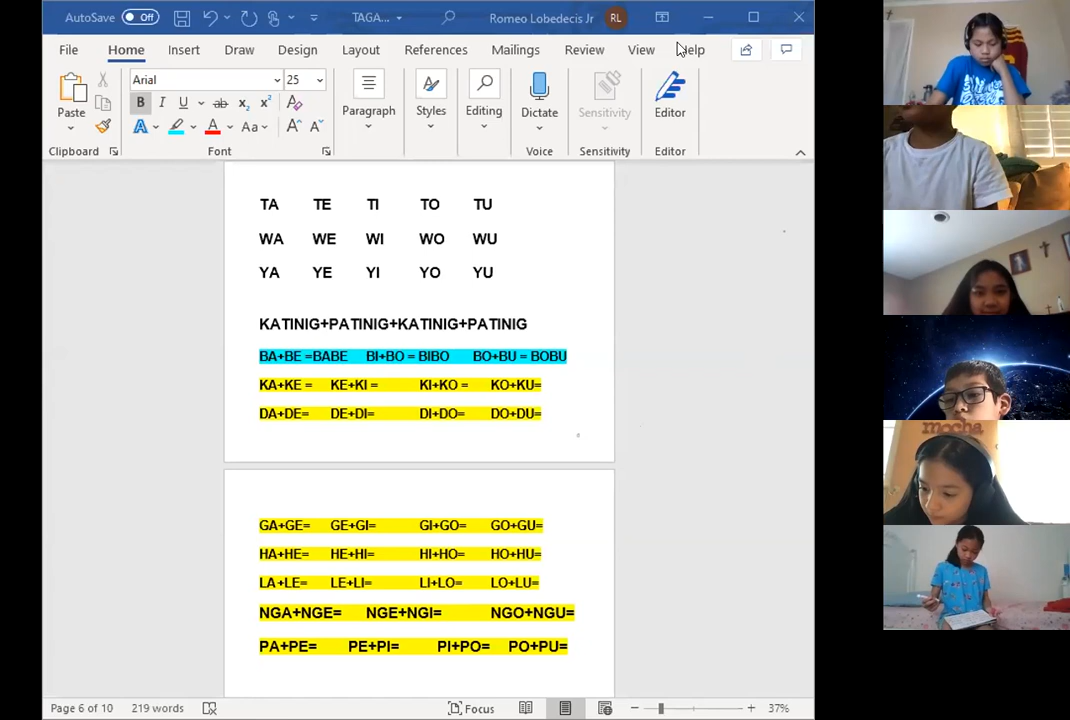 AutoSave Off TAGA... Romeo Lobedecis Jr RL
File Home Insert Draw Design Layout References Mailings Review View Help
Arial 25
Paste Paragraph Styles Editing Dictate Sensitivity Editor
B I U ab x₂ x² A
A A Aa A A
Clipboard Font Voice Sensitivity Editor
TA TE TI TO TU
WA WE WI WO WU
YA YE YI YO YU
KATINIG+PATINIG+KATINIG+PATINIG
BA+BE =BABE BI+BO = BIBO BO+BU = BOBU
KA+KE = KE+KI = KI+KO = KO+KU=
DA+DE= DE+DI= DI+DO= DO+DU=
GA+GE= GE+GI= GI+GO= GO+GU=
HA+HE= HE+HI= HI+HO= HO+HU=
LA+LE= LE+LI= LI+LO= LO+LU=
NGA+NGE= NGE+NGI= NGO+NGU=
PA+PE= PE+PI= PI+PO= PO+PU=
Page 6 of 10 219 words Focus 37%
mocha